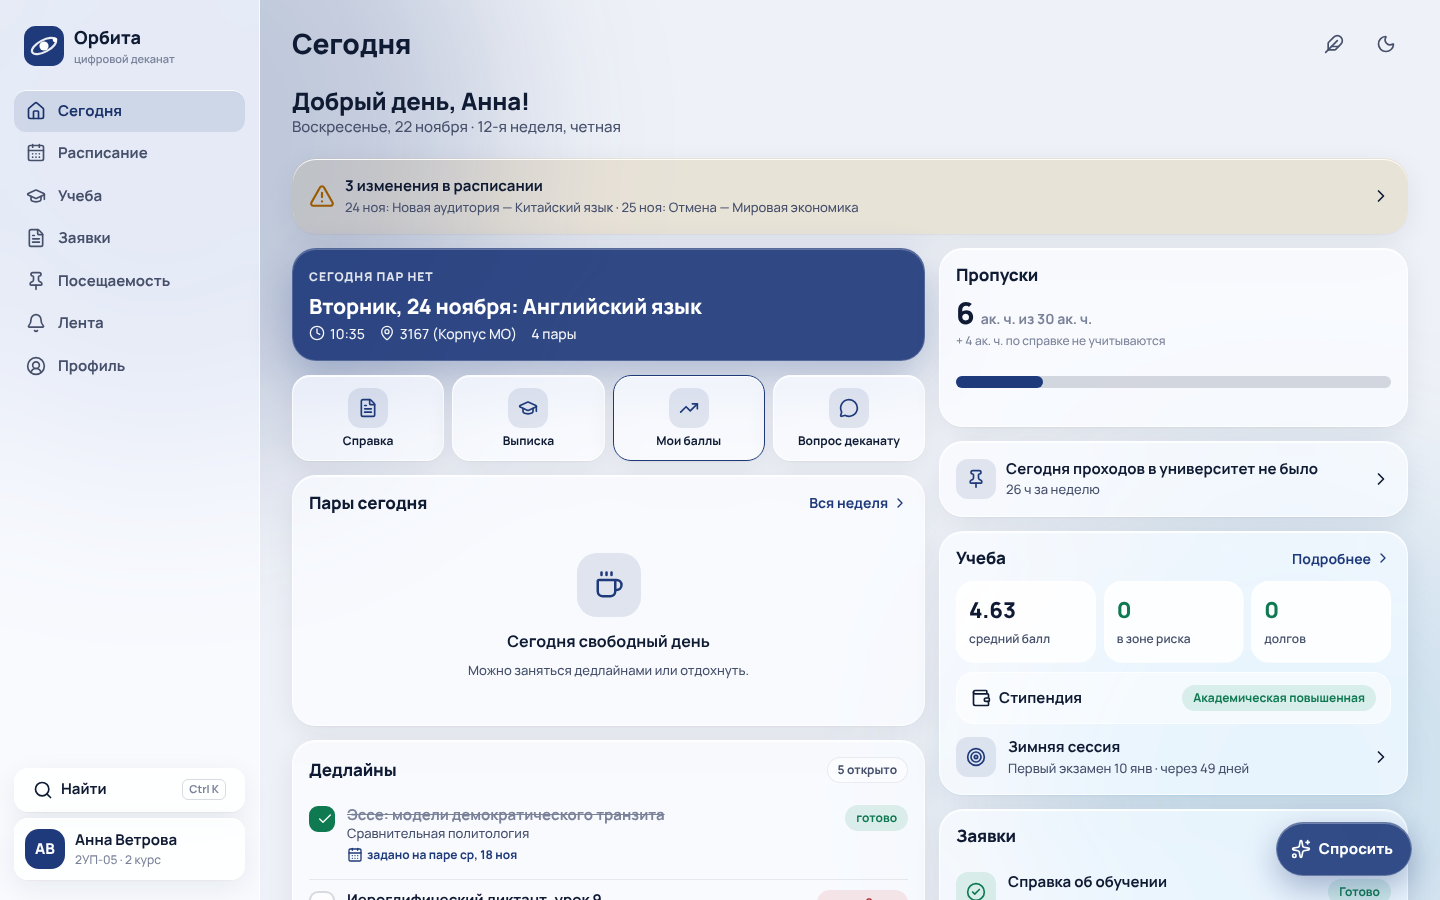 Орбита
цифровой деканат
Сегодня
Расписание
Учеба
Заявки
Посещаемость
Лента
Профиль
Найти
Ctrl K
АВ
Анна Ветрова
2УП-05 · 2 курс
Сегодня
Добрый день, Анна!
Воскресенье, 22 ноября · 12-я неделя, четная
3 изменения в расписании
24 ноя: Новая аудитория — Китайский язык · 25 ноя: Отмена — Мировая экономика
СЕГОДНЯ ПАР НЕТ
Вторник, 24 ноября: Английский язык
10:35 3167 (Корпус МО) 4 пары
Справка
Выписка
Мои баллы
Вопрос деканату
Пары сегодня
Вся неделя
Сегодня свободный день
Можно заняться дедлайнами или отдохнуть.
Дедлайны
5 открыто
Эссе: модели демократического транзита
Сравнительная политология
задано на паре ср, 18 ноя
готово
Иероглифический диктант, урок 9
Пропуски
6 ак. ч. из 30 ак. ч.
+ 4 ак. ч. по справке не учитываются
Сегодня проходов в университет не было
26 ч за неделю
Учеба
Подробнее
4.63
средний балл
0
в зоне риска
0
долгов
Стипендия
Академическая повышенная
Зимняя сессия
Первый экзамен 10 янв · через 49 дней
Заявки
Справка об обучении
Готово
Спросить